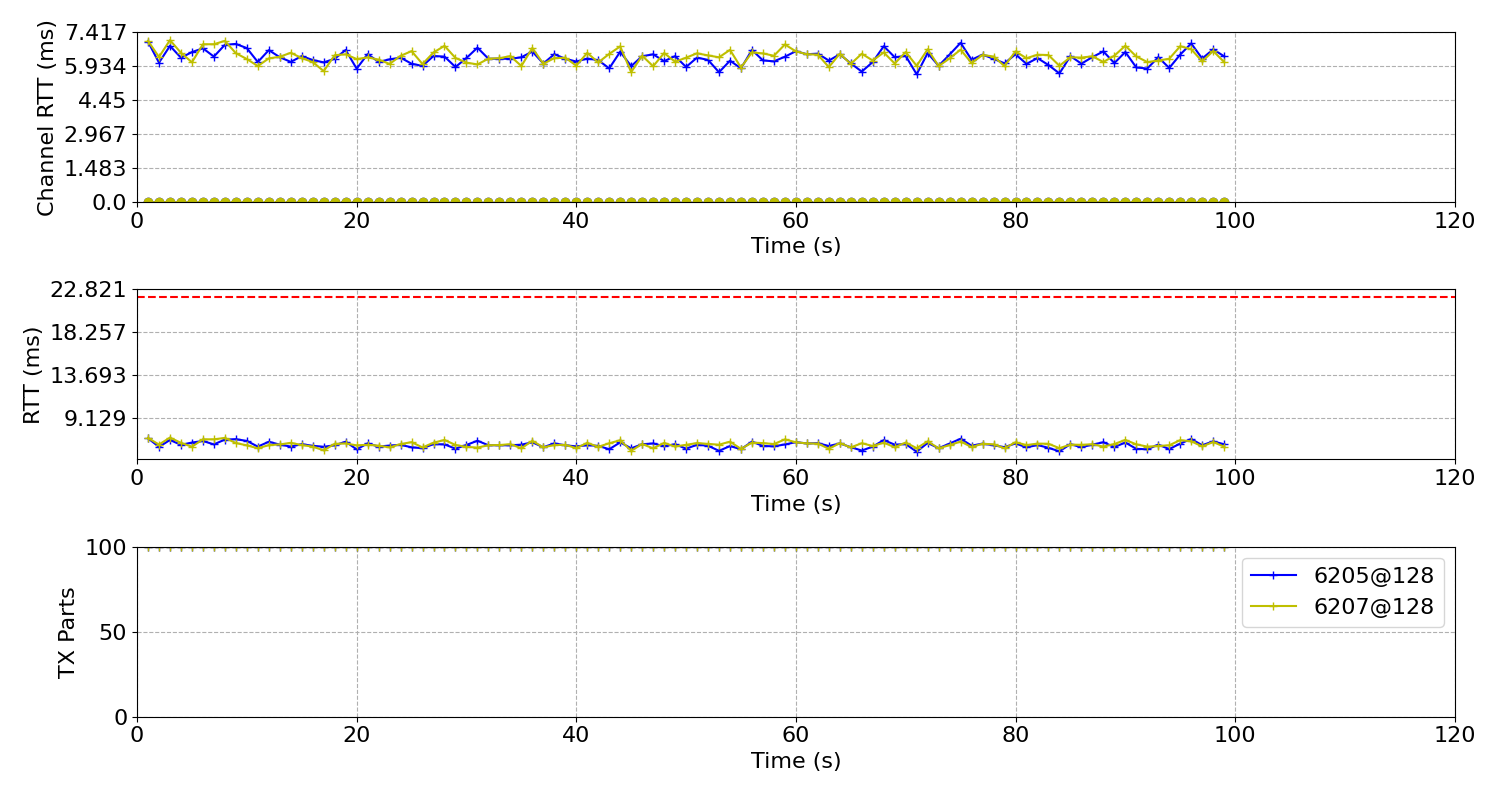 Channel RTT (ms)
7.417
5.934
4.45
2.967
1.483
0.0
0 20 40 60 80 100 120
Time (s)
RTT (ms)
22.821
18.257
13.693
9.129
0 20 40 60 80 100 120
Time (s)
TX Parts
100
50
0
6205@128
6207@128
0 20 40 60 80 100 120
Time (s)